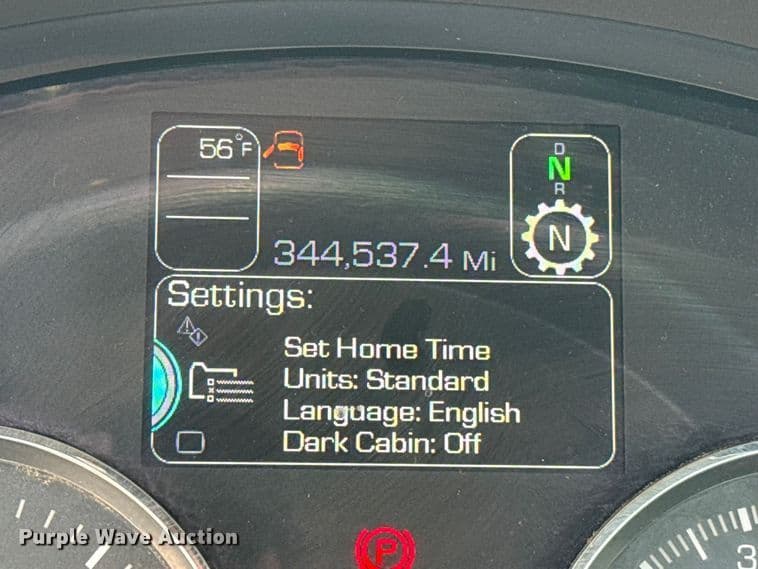 56°F
D
N
R
N
344,537.4 Mi
Settings:
Set Home Time
Units: Standard
Language: English
Dark Cabin: Off
P
3
Purple Wave Auction